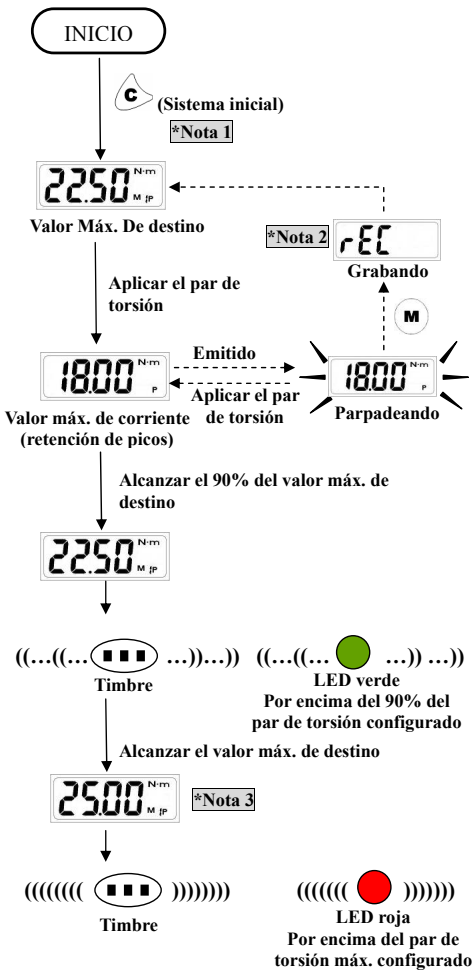 INICIO
C
(Sistema inicial)
*Nota 1
22.50 N·m
M P
Valor Máx. De destino
*Nota 2
rEC
Grabando
M
Aplicar el par de
torsión
18.00 N·m
P
Emitido
Aplicar el par
de torsión
18.00 N·m
P
Parpadeando
Valor máx. de corriente
(retención de picos)
Alcanzar el 90% del valor máx. de
destino
22.50 N·m
M P
((…((… …))…))
Timbre
((…((… …)) …))
LED verde
Por encima del 90% del
par de torsión configurado
Alcanzar el valor máx. de destino
25.00 N·m
M P
*Nota 3
(((((((( ))))))))
Timbre
((((((( )))))))
LED roja
Por encima del par de
torsión máx. configurado